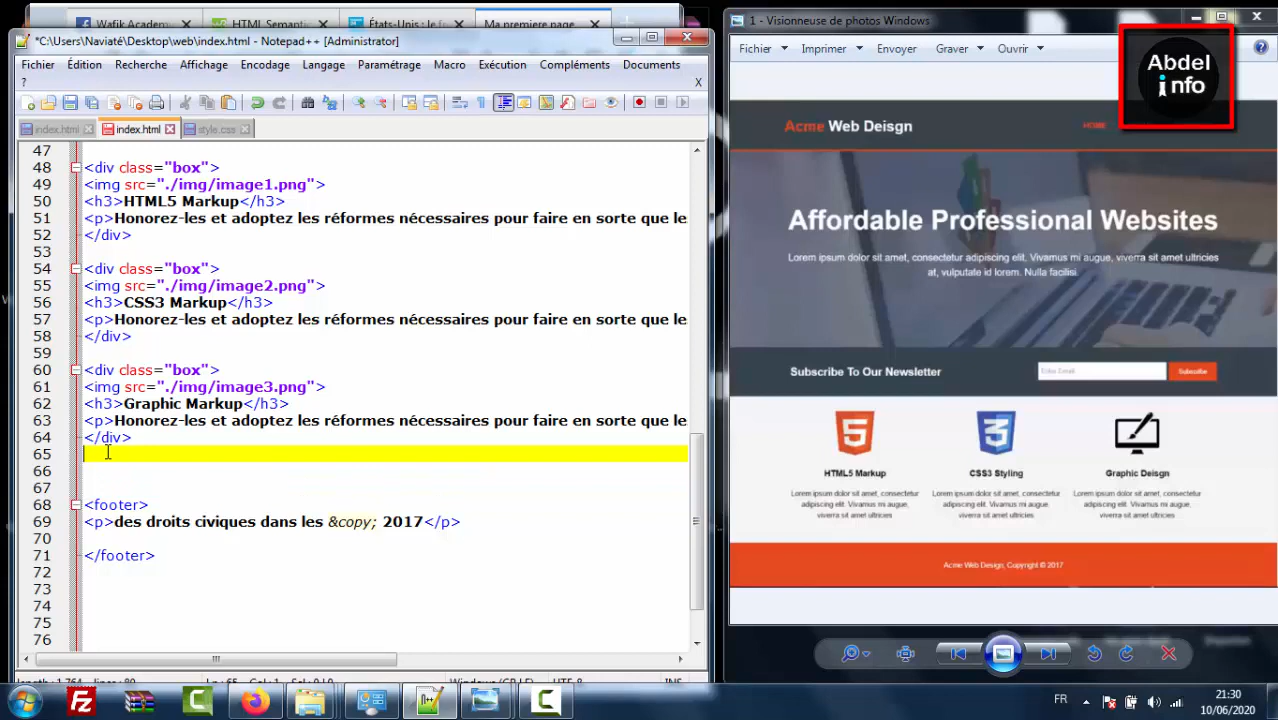 Wafik Academ
HTML Semantic
États-Unis : le fo
Ma premiere page
*C:\Users\Naviaté\Desktop\web\index.html - Notepad++ [Administrator]
Fichier Édition Recherche Affichage Encodage Langage Paramétrage Macro Exécution Compléments Documents
? X
index.html index.html style.css
47
48 <div class="box">
49 <img src="./img/image1.png">
50 <h3>HTML5 Markup</h3>
51 <p>Honorez-les et adoptez les réformes nécessaires pour faire en sorte que le
52 </div>
53
54 <div class="box">
55 <img src="./img/image2.png">
56 <h3>CSS3 Markup</h3>
57 <p>Honorez-les et adoptez les réformes nécessaires pour faire en sorte que le
58 </div>
59
60 <div class="box">
61 <img src="./img/image3.png">
62 <h3>Graphic Markup</h3>
63 <p>Honorez-les et adoptez les réformes nécessaires pour faire en sorte que le
64 </div>
65
66
67
68 <footer>
69 <p>des droits civiques dans les &copy; 2017</p>
70
71 </footer>
72
73
74
75
76
1 - Visionneuse de photos Windows
Fichier Imprimer Envoyer Graver Ouvrir
Abdel
info
Acme Web Deisgn HOME
Affordable Professional Websites
Lorem ipsum dolor sit amet, consectetur adipiscing elit. Vivamus mi augue, viverra sit ultricies
at, vulputate id lorem. Nulla facilisi.
Subscribe To Our Newsletter Enter Email Subscribe
HTML5 Markup
Lorem ipsum dolor sit amet, consectetur
adipiscing elit. Vivamus mi augue,
viverra sit amet ultricies
CSS3 Styling
Lorem ipsum dolor sit amet, consectetur
adipiscing elit. Vivamus mi augue,
viverra sit amet ultricies
Graphic Deisgn
Lorem ipsum dolor sit amet, consectetur
adipiscing elit. Vivamus mi augue,
viverra sit amet ultricies
Acme Web Design, Copyright © 2017
FR
21:30
10/06/2020